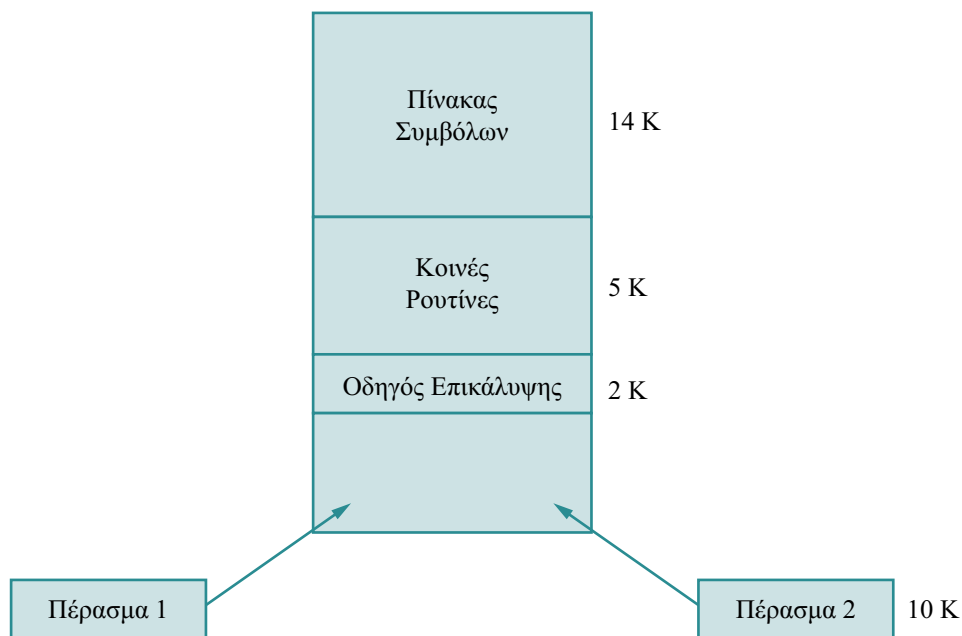 Πίνακας
Συμβόλων
14 K
Κοινές
Ρουτίνες
5 K
Οδηγός Επικάλυψης
2 K
Πέρασμα 1
Πέρασμα 2
10 K